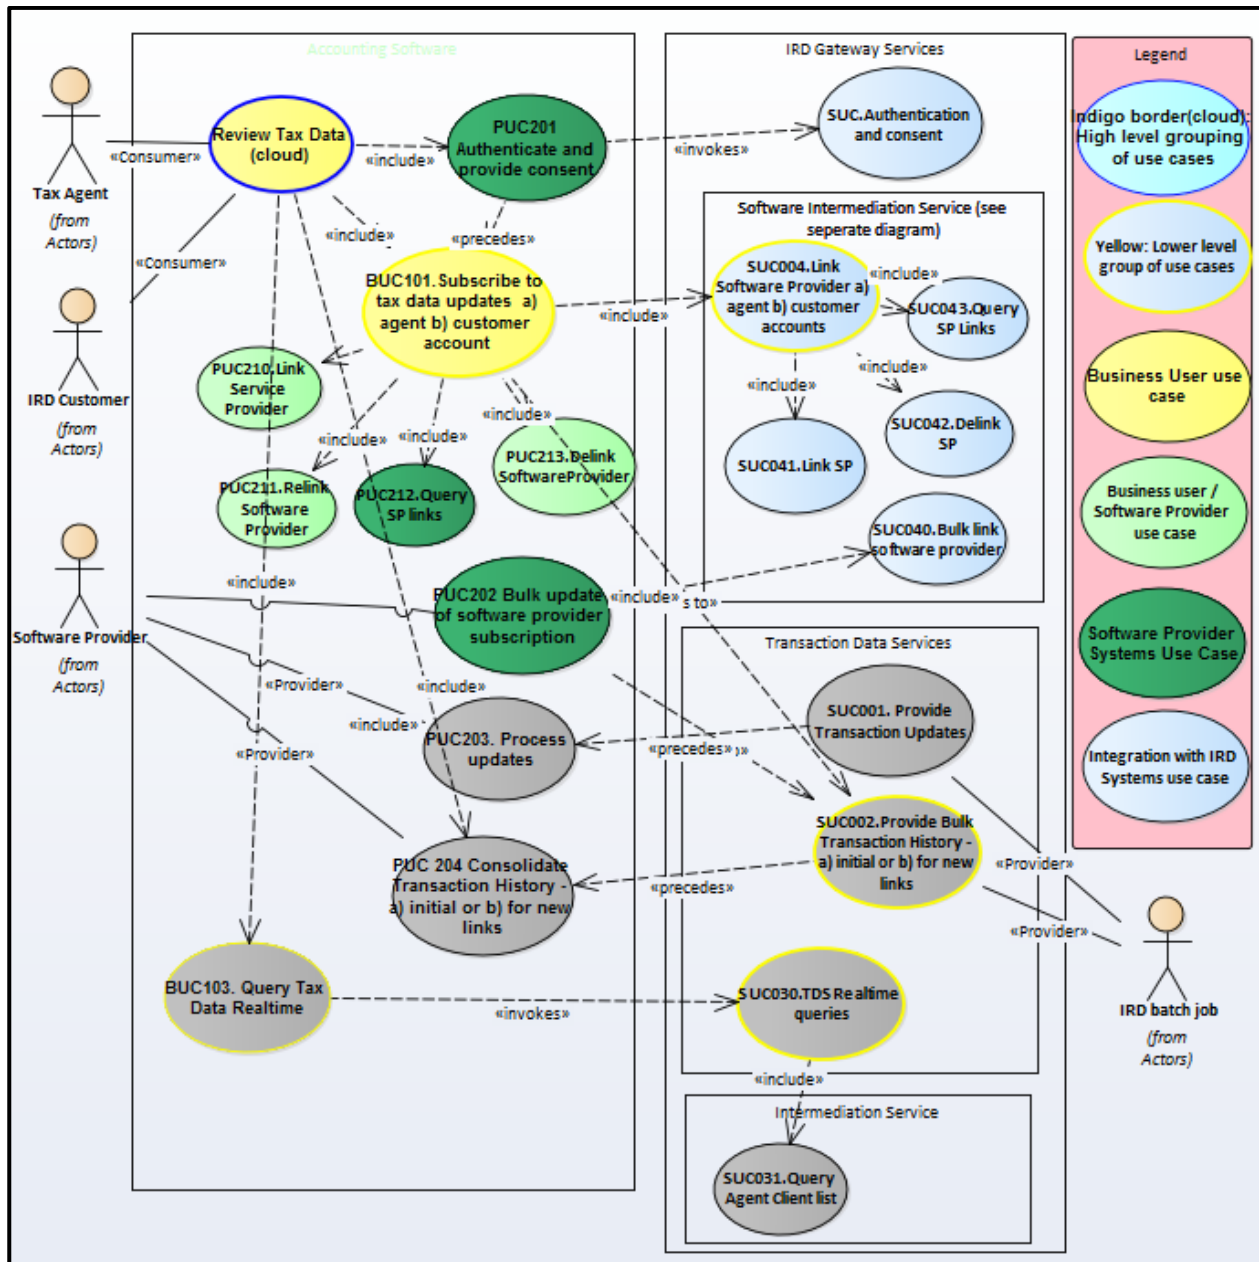 Accounting Software
IRD Gateway Services
Legend
Tax Agent
(from
Actors)
«Consumer»
«Consumer»
IRD Customer
(from
Actors)
Software Provider
(from
Actors)
Review Tax Data
(cloud)
«include»
PUC201
Authenticate and
provide consent
«invokes»
SUC.Authentication
and consent
«include»
«precedes»
BUC101.Subscribe to
tax data updates a)
agent b) customer
account
«include»
PUC210.Link
Service
Provider
«include»
«include»
«include»
PUC211.Relink
Software
Provider
PUC212.Query
SP links
PUC213.Delink
SoftwareProvider
Software Intermediation Service (see
seperate diagram)
SUC004.Link
Software Provider a)
agent b) customer
accounts
«include»
SUC043.Query
SP Links
«include»
«include»
SUC042.Delink
SP
SUC041.Link SP
SUC040.Bulk link
software provider
«include»
PUC202 Bulk update
of software provider
subscription
«include»
s to»
Transaction Data Services
«Provider»
«include»
«include»
«Provider»
PUC203. Process
updates
«precedes»
SUC001. Provide
Transaction Updates
PUC 204 Consolidate
Transaction History -
a) initial or b) for new
links
«precedes»
SUC002.Provide Bulk
Transaction History -
a) initial or b) for new
links
«Provider»
«Provider»
IRD batch job
(from
Actors)
BUC103. Query Tax
Data Realtime
«invokes»
SUC030.TDS Realtime
queries
«include»
Intermediation Service
SUC031.Query
Agent Client list
Indigo border(cloud):
High level grouping
of use cases
Yellow: Lower level
group of use cases
Business User use
case
Business user /
Software Provider
use case
Software Provider
Systems Use Case
Integration with IRD
Systems use case